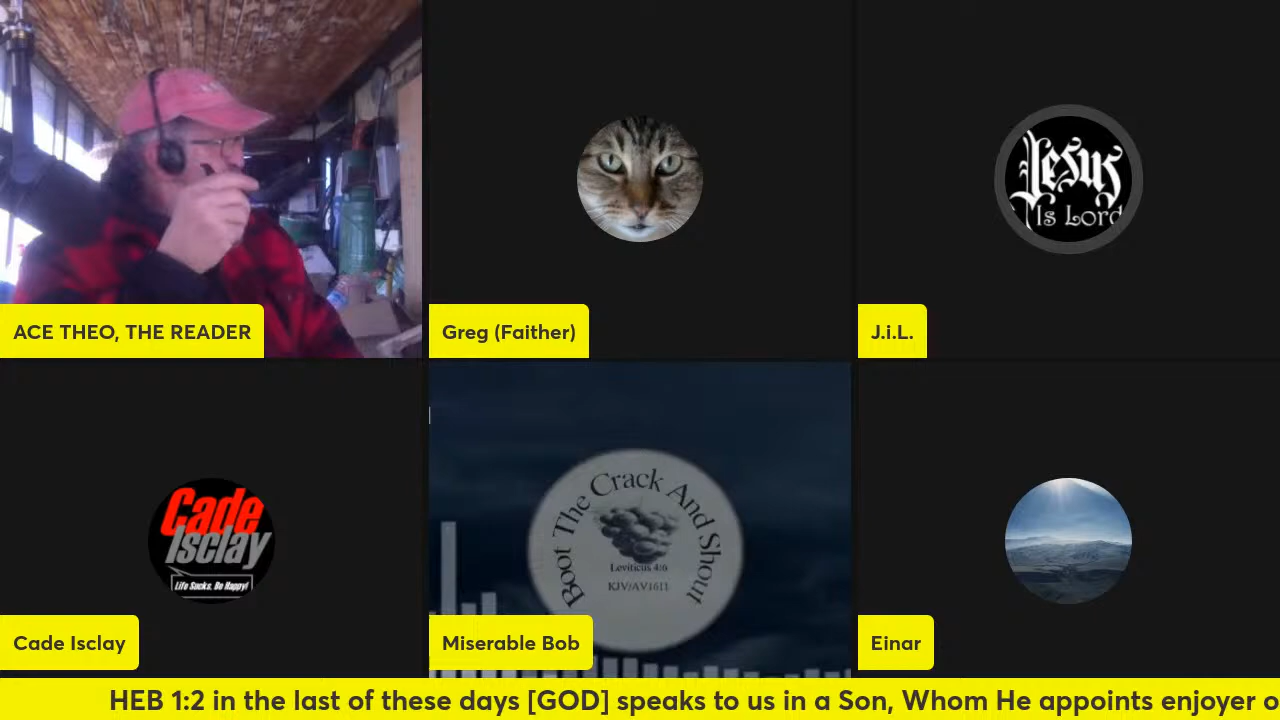 ACE THEO, THE READER
Greg (Faither)
Jesus
Is Lord
J.i.L.
Cade
Isclay
Life Sucks. Be Happy!
Cade Isclay
Boot The Crack And Shout
Leviticus 4:6
KJV/AV1611
Miserable Bob
Einar
HEB 1:2 in the last of these days [GOD] speaks to us in a Son, Whom He appoints enjoyer o